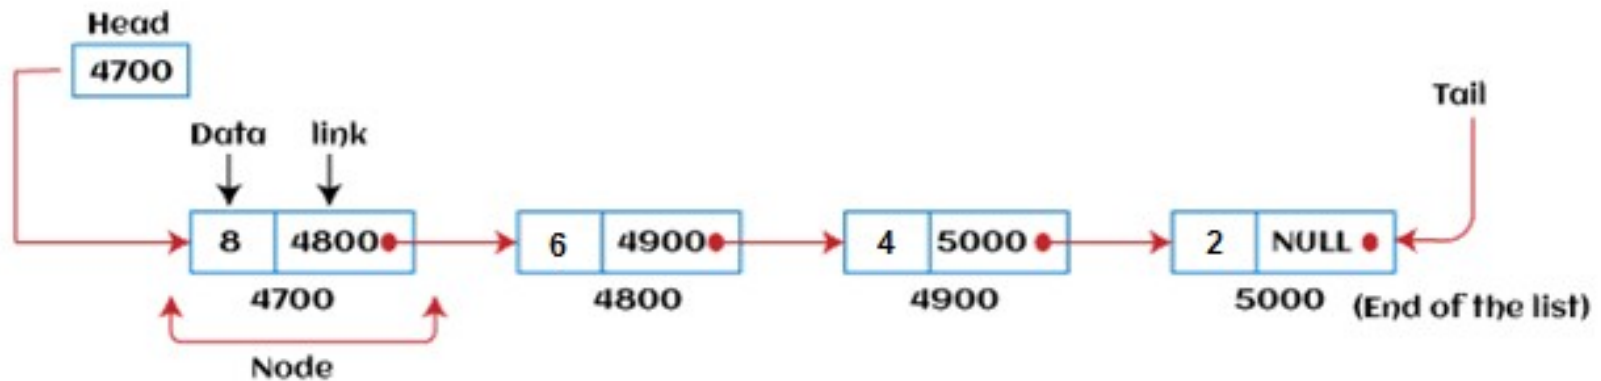 Head
4700
Tail
Data link
8 4800 6 4900 4 5000 2 NULL
4700 4800 4900 5000 (End of the list)
Node